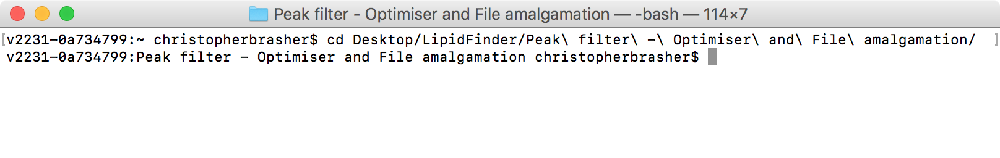 Peak filter - Optimiser and File amalgamation — -bash — 114×7
[v2231-0a734799:~ christopherbrasher$ cd Desktop/LipidFinder/Peak\ filter\ -\ Optimiser\ and\ File\ amalgamation/ ]
v2231-0a734799:Peak filter - Optimiser and File amalgamation christopherbrasher$